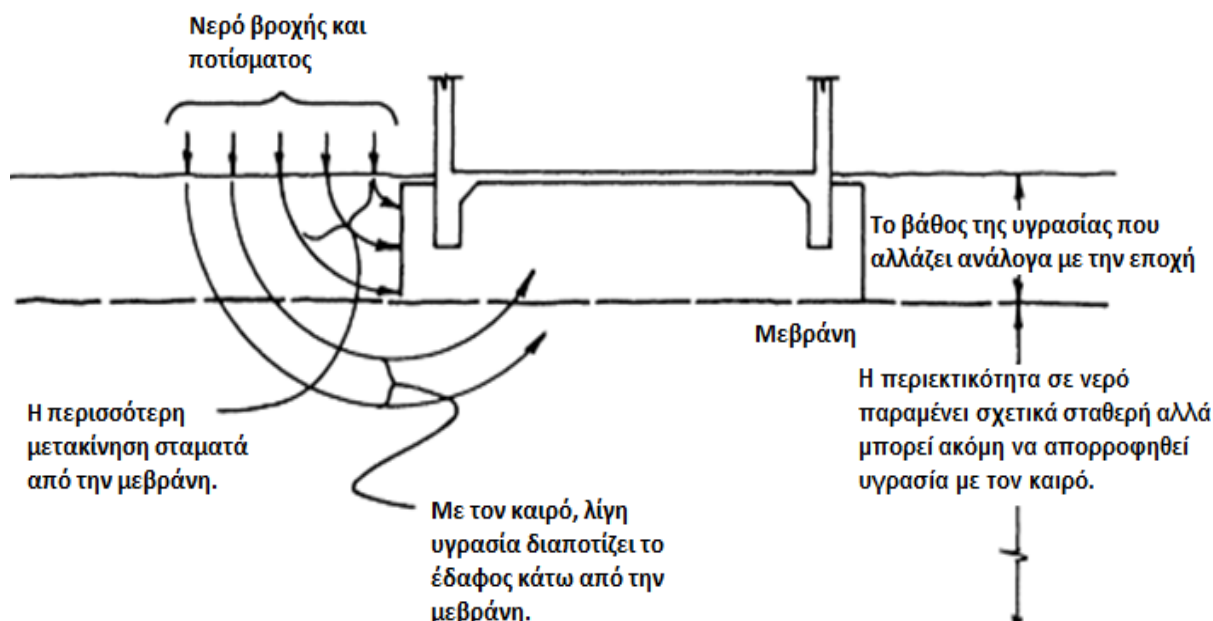 Νερό βροχής και
ποτίσματος
Το βάθος της υγρασίας που
αλλάζει ανάλογα με την εποχή
Μεβράνη
Η περισσότερη
μετακίνηση σταματά
από την μεβράνη.
Η περιεκτικότητα σε νερό
παραμένει σχετικά σταθερή αλλά
μπορεί ακόμη να απορροφηθεί
υγρασία με τον καιρό.
Με τον καιρό, λίγη
υγρασία διαποτίζει το
έδαφος κάτω από την
μεβράνη.